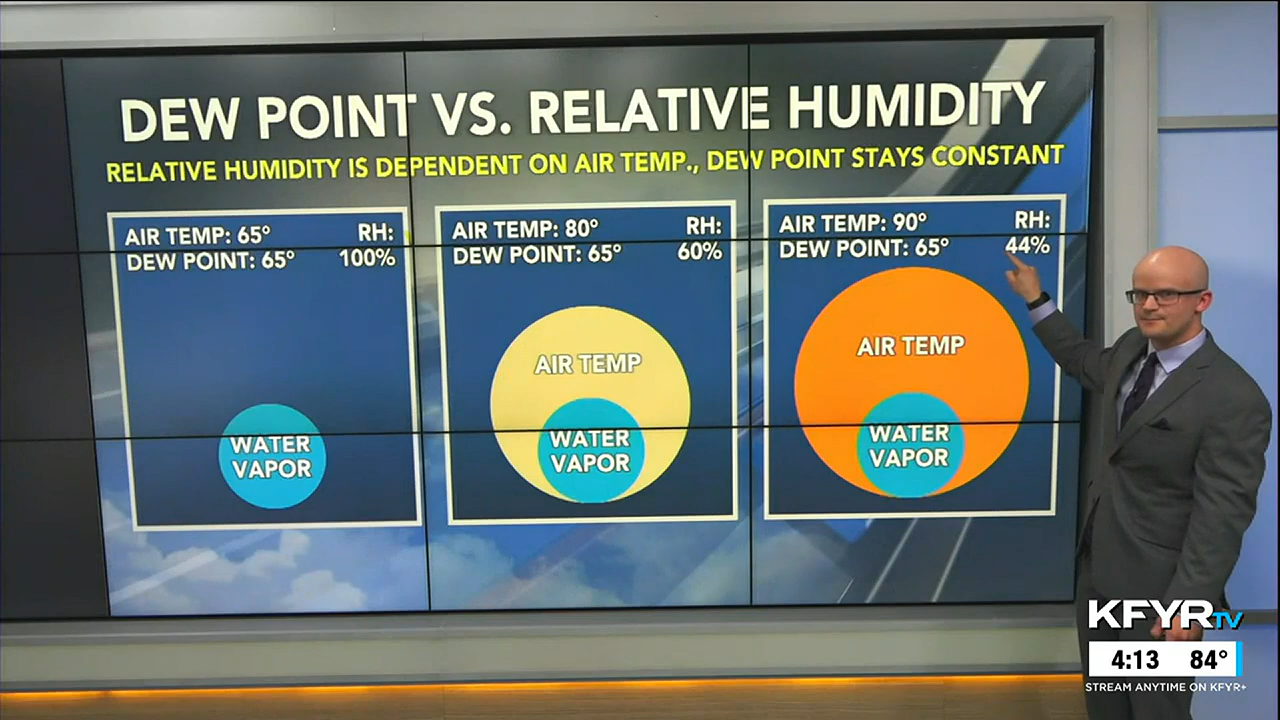 DEW POINT VS. RELATIVE HUMIDITY
RELATIVE HUMIDITY IS DEPENDENT ON AIR TEMP., DEW POINT STAYS CONSTANT
AIR TEMP: 65° RH:
DEW POINT: 65° 100%
WATER
VAPOR
AIR TEMP: 80° RH:
DEW POINT: 65° 60%
AIR TEMP
WATER
VAPOR
AIR TEMP: 90° RH:
DEW POINT: 65° 44%
AIR TEMP
WATER
VAPOR
KFYR TV
4:13 84°
STREAM ANYTIME ON KFYR+